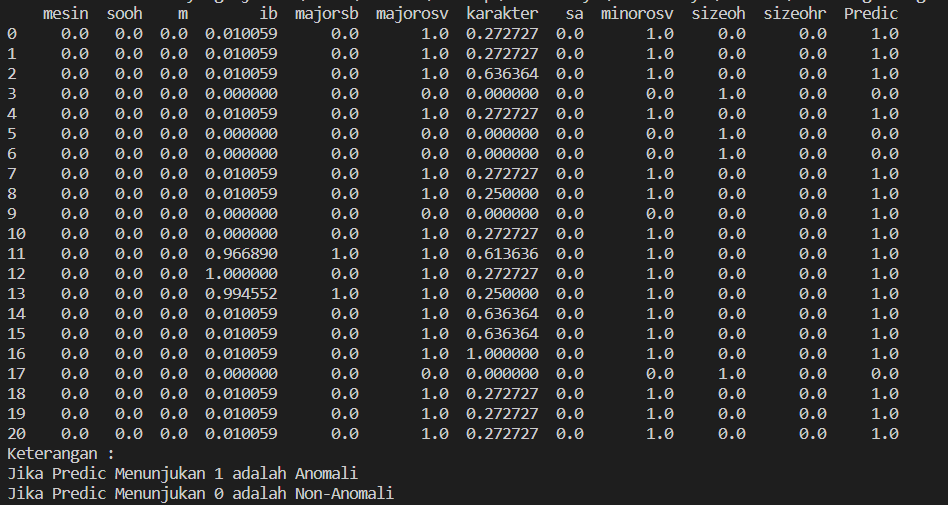 mesin sooh m ib majorsb majorosv karakter sa minorosv sizeoh sizeohr Predic
0 0.0 0.0 0.0 0.010059 0.0 1.0 0.272727 0.0 1.0 0.0 0.0 1.0
1 0.0 0.0 0.0 0.010059 0.0 1.0 0.272727 0.0 1.0 0.0 0.0 1.0
2 0.0 0.0 0.0 0.010059 0.0 1.0 0.636364 0.0 1.0 0.0 0.0 1.0
3 0.0 0.0 0.0 0.000000 0.0 0.0 0.000000 0.0 0.0 1.0 0.0 0.0
4 0.0 0.0 0.0 0.010059 0.0 1.0 0.272727 0.0 1.0 0.0 0.0 1.0
5 0.0 0.0 0.0 0.000000 0.0 0.0 0.000000 0.0 0.0 1.0 0.0 0.0
6 0.0 0.0 0.0 0.000000 0.0 0.0 0.000000 0.0 0.0 1.0 0.0 0.0
7 0.0 0.0 0.0 0.010059 0.0 1.0 0.272727 0.0 1.0 0.0 0.0 1.0
8 0.0 0.0 0.0 0.010059 0.0 1.0 0.250000 0.0 1.0 0.0 0.0 1.0
9 0.0 0.0 0.0 0.000000 0.0 0.0 0.000000 0.0 0.0 0.0 0.0 1.0
10 0.0 0.0 0.0 0.000000 0.0 1.0 0.272727 0.0 1.0 0.0 0.0 1.0
11 0.0 0.0 0.0 0.966890 1.0 1.0 0.613636 0.0 1.0 0.0 0.0 1.0
12 0.0 0.0 0.0 1.000000 0.0 1.0 0.272727 0.0 1.0 0.0 0.0 1.0
13 0.0 0.0 0.0 0.994552 1.0 1.0 0.250000 0.0 1.0 0.0 0.0 1.0
14 0.0 0.0 0.0 0.010059 0.0 1.0 0.636364 0.0 1.0 0.0 0.0 1.0
15 0.0 0.0 0.0 0.010059 0.0 1.0 0.636364 0.0 1.0 0.0 0.0 1.0
16 0.0 0.0 0.0 0.010059 0.0 1.0 1.000000 0.0 1.0 0.0 0.0 1.0
17 0.0 0.0 0.0 0.000000 0.0 0.0 0.000000 0.0 0.0 1.0 0.0 0.0
18 0.0 0.0 0.0 0.010059 0.0 1.0 0.272727 0.0 1.0 0.0 0.0 1.0
19 0.0 0.0 0.0 0.010059 0.0 1.0 0.272727 0.0 1.0 0.0 0.0 1.0
20 0.0 0.0 0.0 0.010059 0.0 1.0 0.272727 0.0 1.0 0.0 0.0 1.0
Keterangan :
Jika Predic Menunjukan 1 adalah Anomali
Jika Predic Menunjukan 0 adalah Non-Anomali